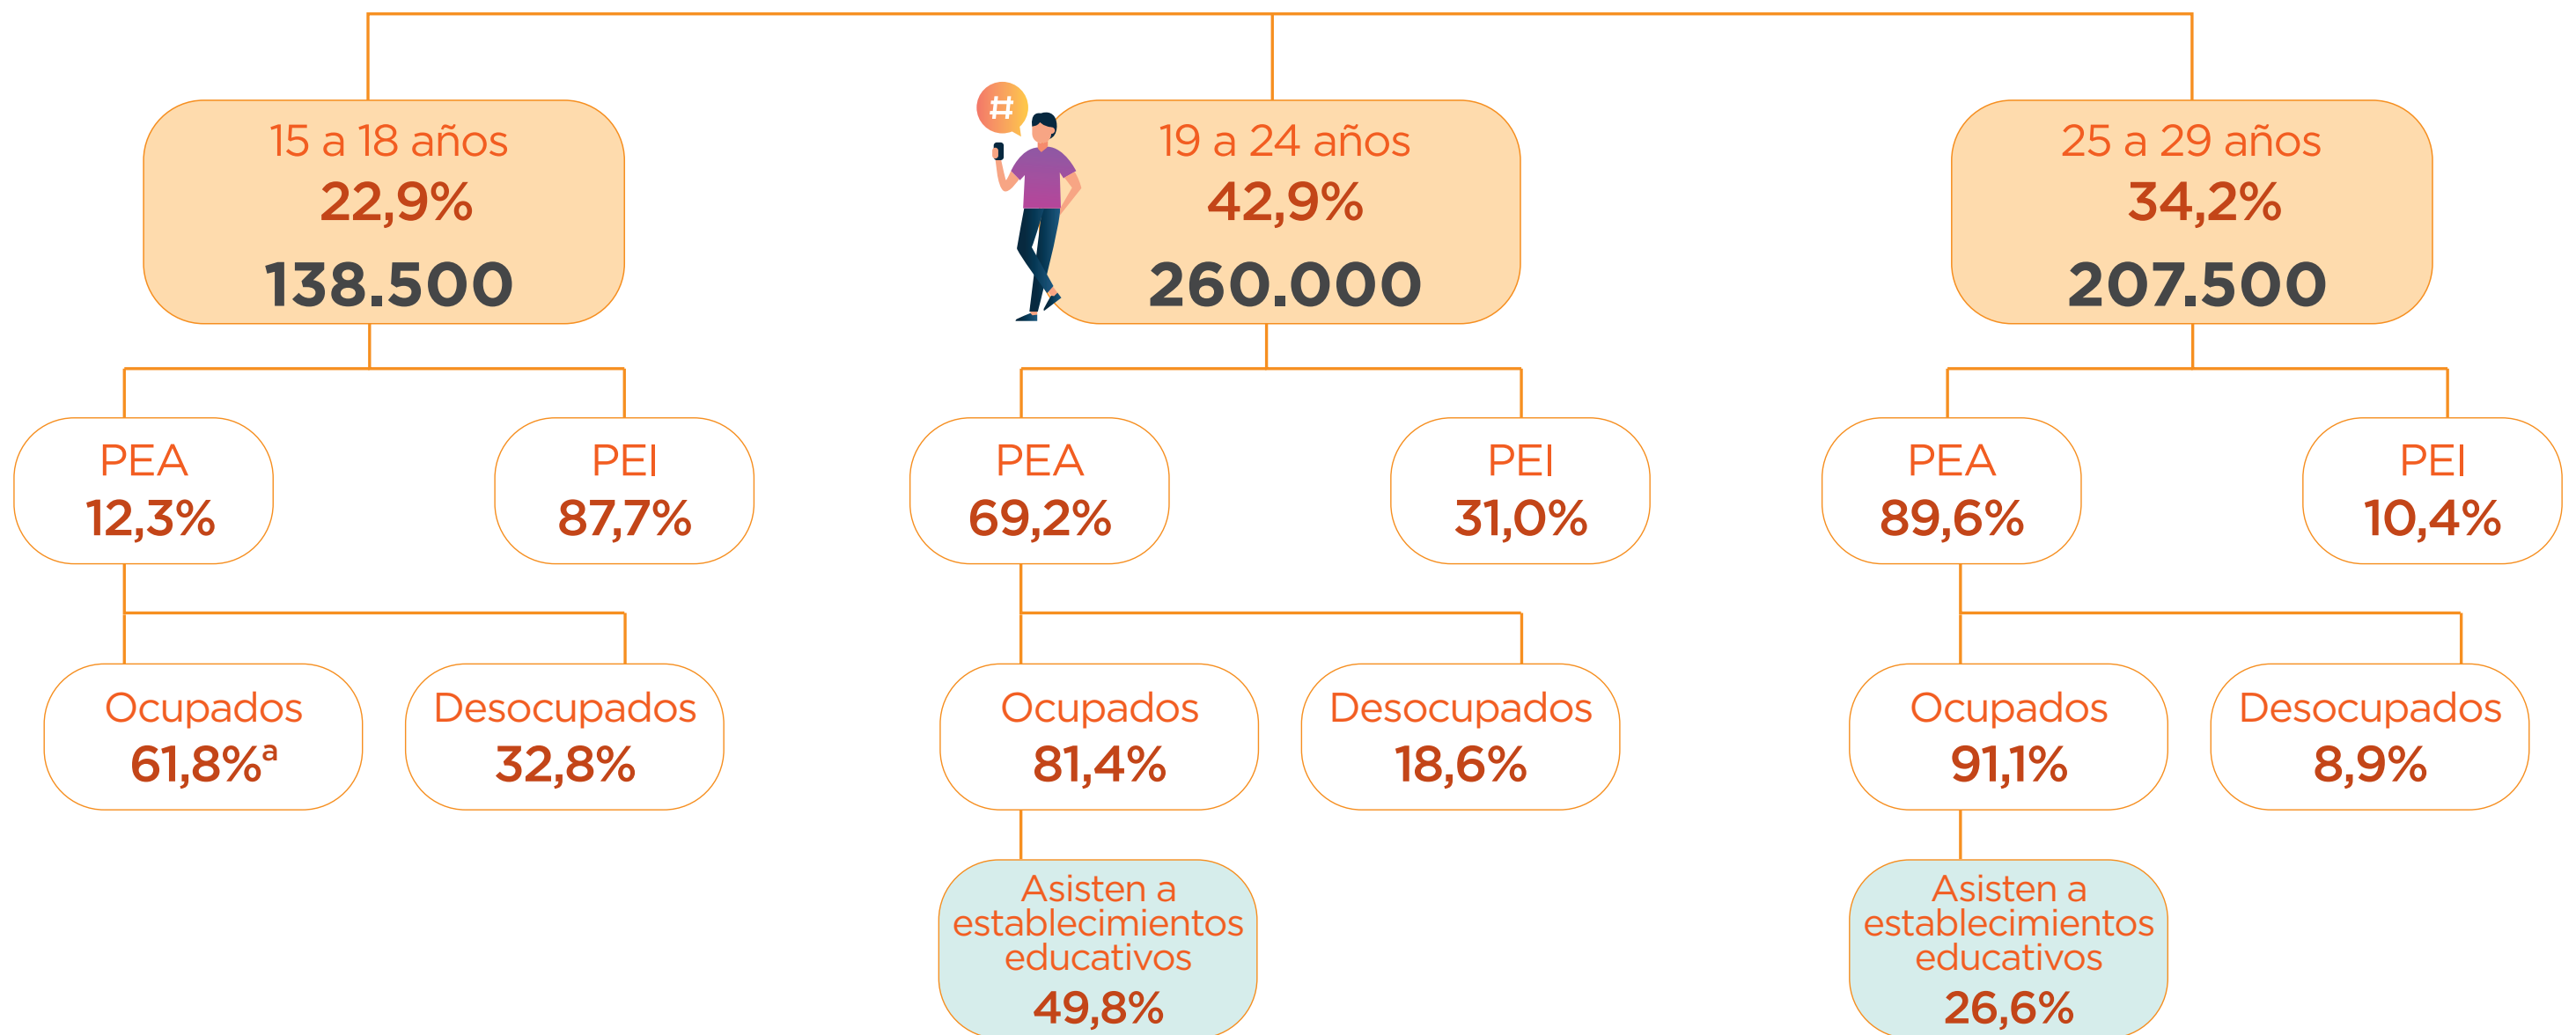 #
15 a 18 años
22,9%
138.500
19 a 24 años
42,9%
260.000
25 a 29 años
34,2%
207.500
PEA
12,3%
PEI
87,7%
PEA
69,2%
PEI
31,0%
PEA
89,6%
PEI
10,4%
Ocupados
61,8%ª
Desocupados
32,8%
Ocupados
81,4%
Desocupados
18,6%
Ocupados
91,1%
Desocupados
8,9%
Asisten a
establecimientos
educativos
49,8%
Asisten a
establecimientos
educativos
26,6%